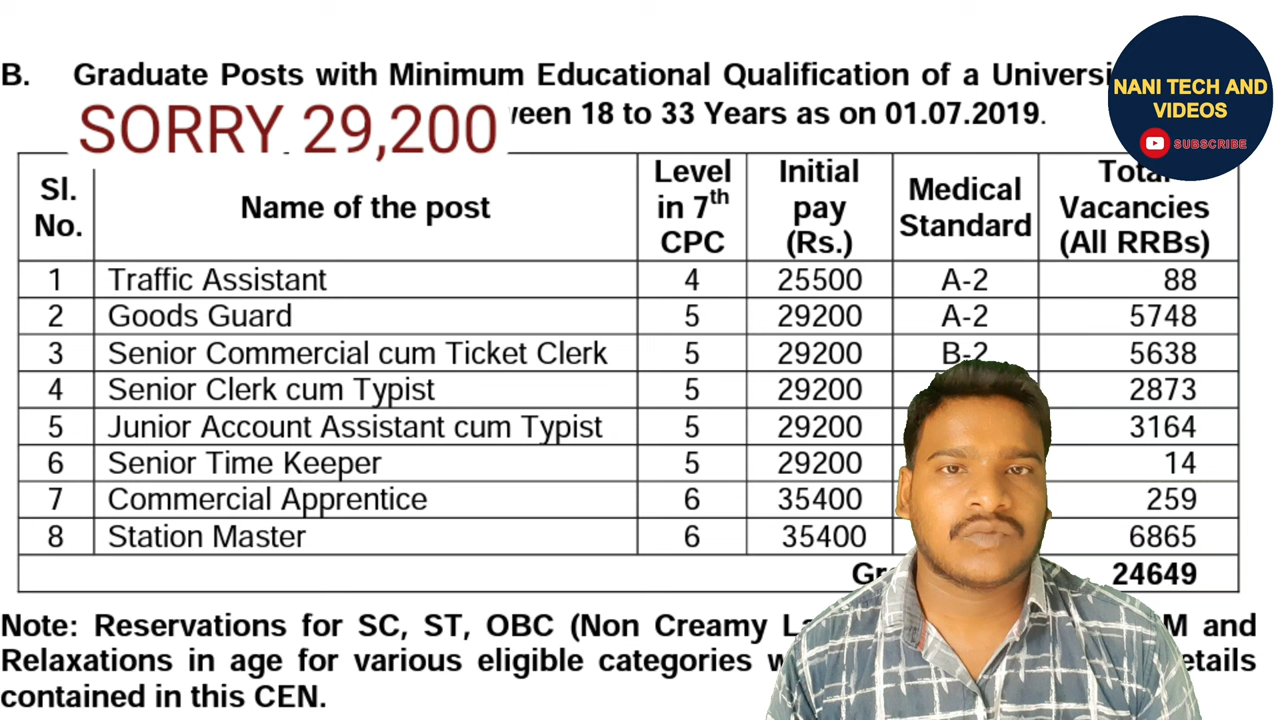 B. Graduate Posts with Minimum Educational Qualification of a
NANI TECH AND
VIDEOS
SUBSCRIBE
SORRY 29,200
18 to 33 Years as on 01.07.2019.
Sl. No. Name of the post Level in 7th CPC Initial pay (Rs.) Medical Standard Total Vacancies (All RRBs)
1 Traffic Assistant 4 25500 A-2 88
2 Goods Guard 5 29200 A-2 5748
3 Senior Commercial cum Ticket Clerk 5 29200 B-2 5638
4 Senior Clerk cum Typist 5 29200 2873
5 Junior Account Assistant cum Typist 5 29200 3164
6 Senior Time Keeper 5 29200 14
7 Commercial Apprentice 6 35400 259
8 Station Master 6 35400 6865
24649
Note: Reservations for SC, ST, OBC (Non Creamy and
Relaxations in age for various eligible categories
contained in this CEN.